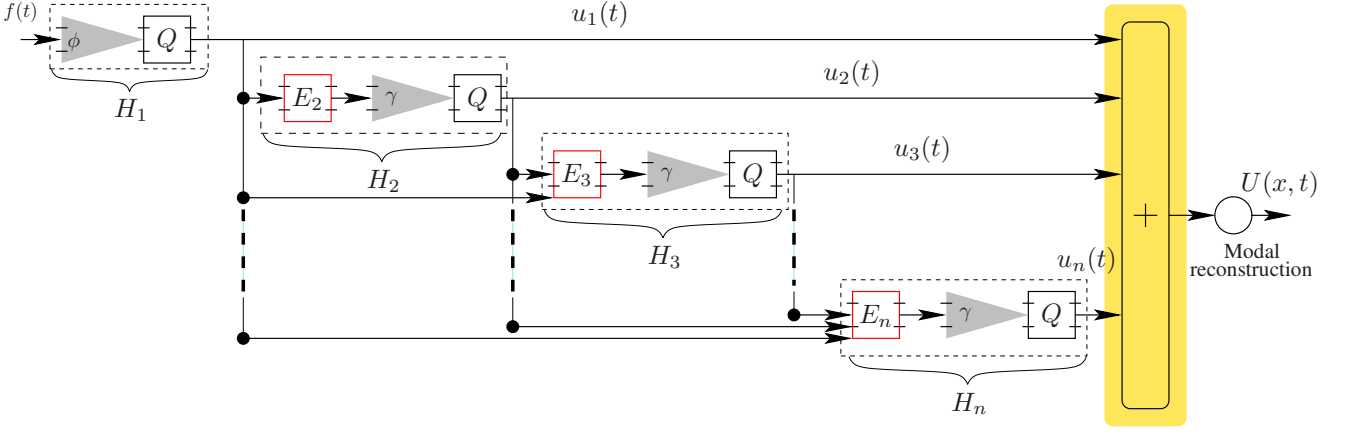 f(t)
ϕ
Q
H₁
u₁(t)
E₂
γ
Q
H₂
u₂(t)
E₃
γ
Q
H₃
u₃(t)
Eₙ
γ
Q
Hₙ
uₙ(t)
+
U(x, t)
Modal
reconstruction